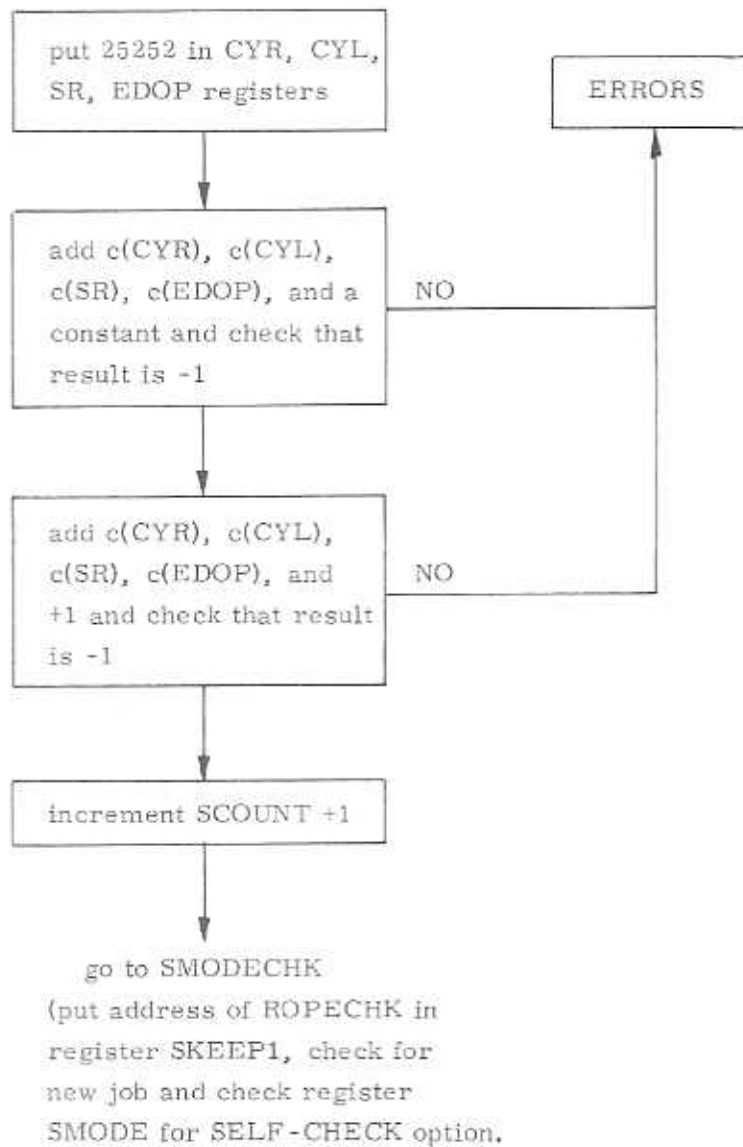 put 25252 in CYR, CYL,
SR, EDOP registers
ERRORS
add c(CYR), c(CYL),
c(SR), c(EDOP), and a
constant and check that
result is -1
NO
add c(CYR), c(CYL),
c(SR), c(EDOP), and
+1 and check that result
is -1
NO
increment SCOUNT +1
go to SMODECHK
(put address of ROPECHK in
register SKEEP1, check for
new job and check register
SMODE for SELF-CHECK option.